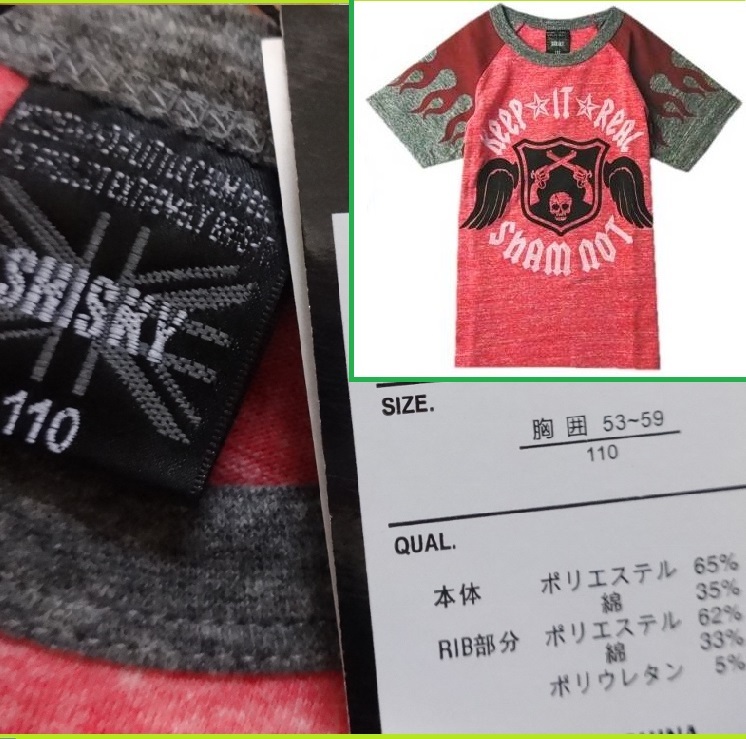 SHISKY
110
KEEP☆IT☆REAL
SHAM NOT
SIZE.
胸囲 53~59
110
QUAL.
本体 ポリエステル 65%
綿 35%
RIB部分 ポリエステル 62%
綿 33%
ポリウレタン 5%